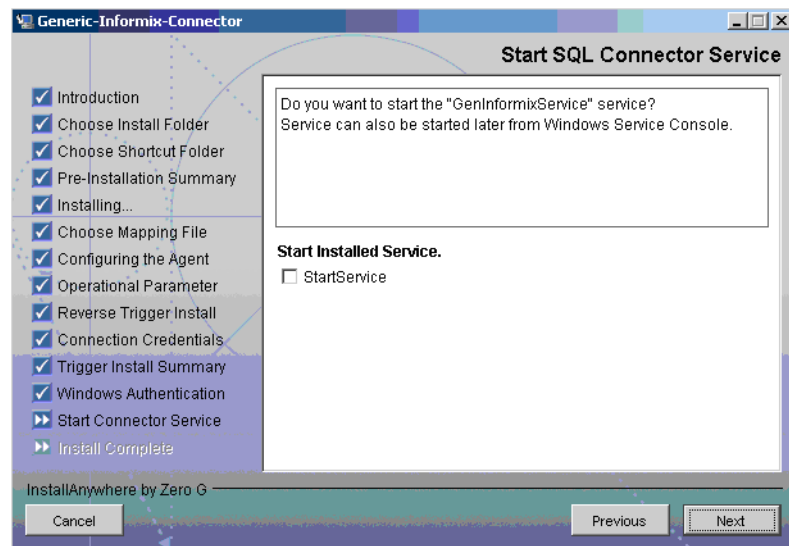 Generic-Informix-Connector
Start SQL Connector Service
Introduction
Choose Install Folder
Choose Shortcut Folder
Pre-Installation Summary
Installing...
Choose Mapping File
Configuring the Agent
Operational Parameter
Reverse Trigger Install
Connection Credentials
Trigger Install Summary
Windows Authentication
Start Connector Service
Install Complete
Do you want to start the "GenInformixService" service?
Service can also be started later from Windows Service Console.
Start Installed Service.
StartService
InstallAnywhere by Zero G
Cancel
Previous
Next